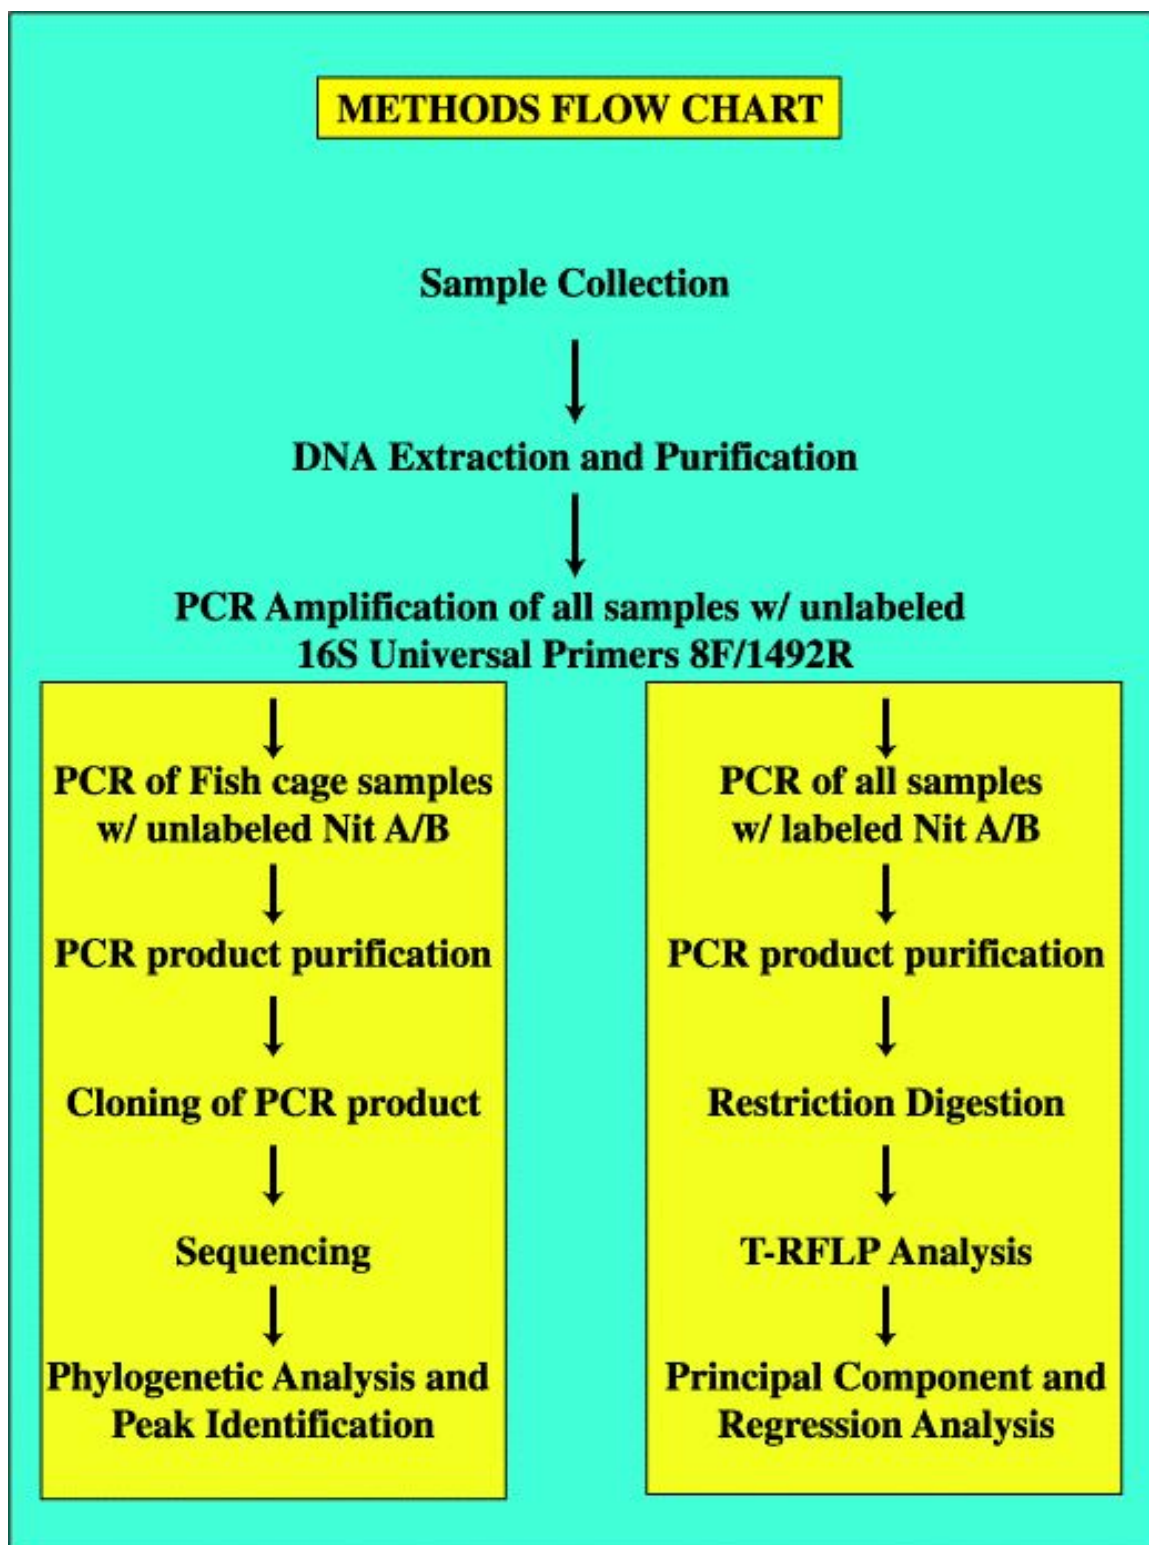 METHODS FLOW CHART
Sample Collection
DNA Extraction and Purification
PCR Amplification of all samples w/ unlabeled
16S Universal Primers 8F/1492R
PCR of Fish cage samples
w/ unlabeled Nit A/B
PCR product purification
Cloning of PCR product
Sequencing
Phylogenetic Analysis and
Peak Identification
PCR of all samples
w/ labeled Nit A/B
PCR product purification
Restriction Digestion
T-RFLP Analysis
Principal Component and
Regression Analysis